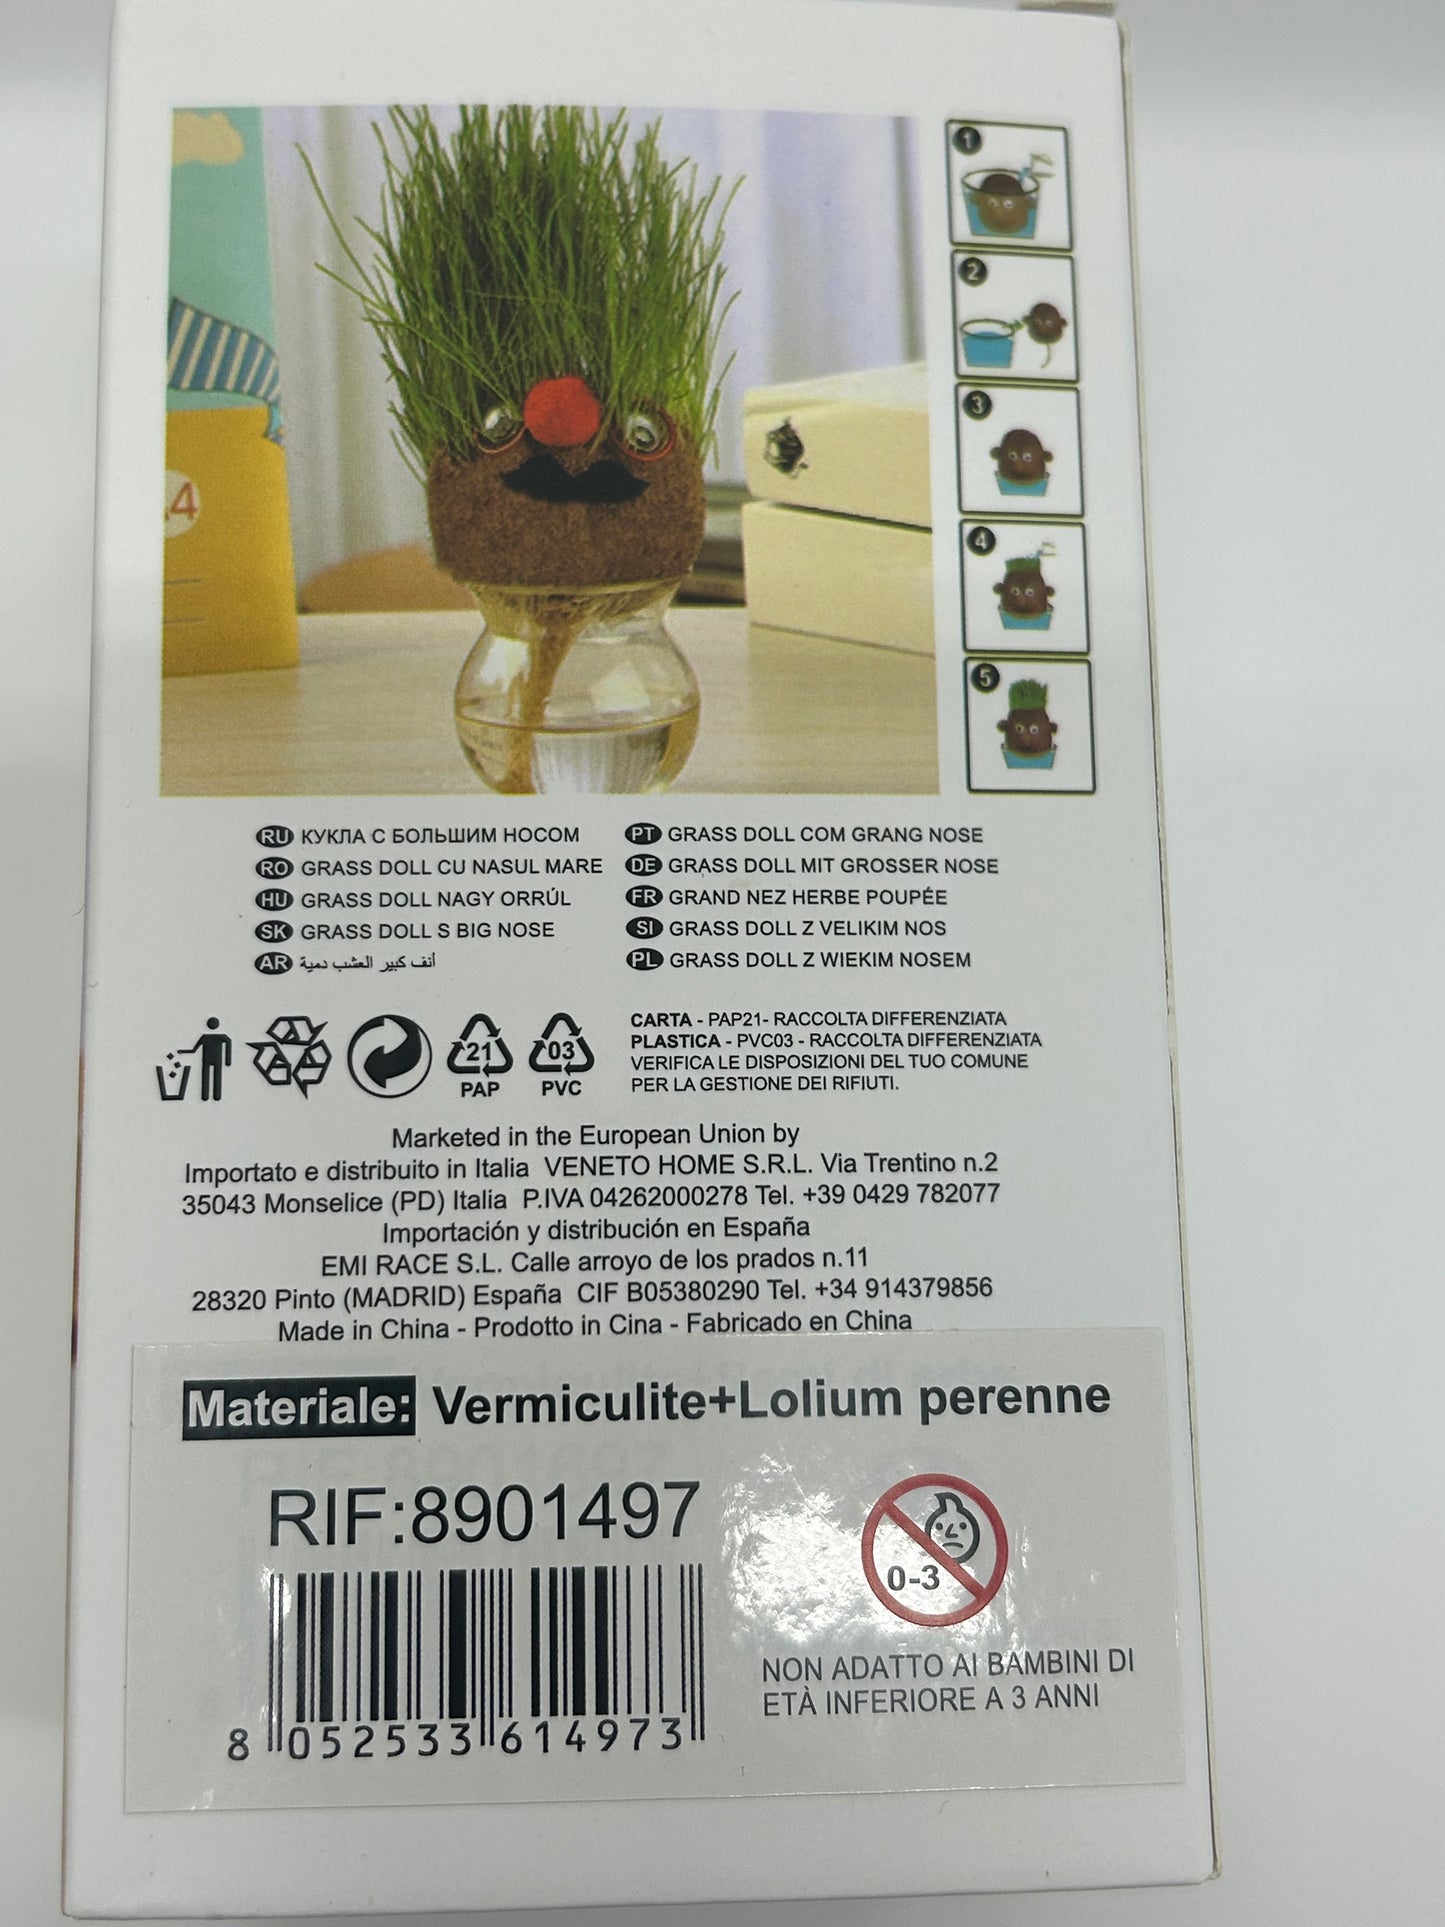 1
2
3
4
5
4
RU КУКЛА С БОЛЬШИМ НОСОМ
RO GRASS DOLL CU NASUL MARE
HU GRASS DOLL NAGY ORRÚL
SK GRASS DOLL S BIG NOSE
AR أنف كبير العشب دمية
PT GRASS DOLL COM GRANG NOSE
DE GRASS DOLL MIT GROSSER NOSE
FR GRAND NEZ HERBE POUPÉE
SI GRASS DOLL Z VELIKIM NOS
PL GRASS DOLL Z WIEKIM NOSEM
21
PAP
03
PVC
CARTA - PAP21- RACCOLTA DIFFERENZIATA
PLASTICA - PVC03 - RACCOLTA DIFFERENZIATA
VERIFICA LE DISPOSIZIONI DEL TUO COMUNE
PER LA GESTIONE DEI RIFIUTI.
Marketed in the European Union by
Importato e distribuito in Italia VENETO HOME S.R.L. Via Trentino n.2
35043 Monselice (PD) Italia P.IVA 04262000278 Tel. +39 0429 782077
Importación y distribución en España
EMI RACE S.L. Calle arroyo de los prados n.11
28320 Pinto (MADRID) España CIF B05380290 Tel. +34 914379856
Made in China - Prodotto in Cina - Fabricado en China
Materiale: Vermiculite+Lolium perenne
RIF:8901497
8 052533 614973
0-3
NON ADATTO AI BAMBINI DI
ETÀ INFERIORE A 3 ANNI